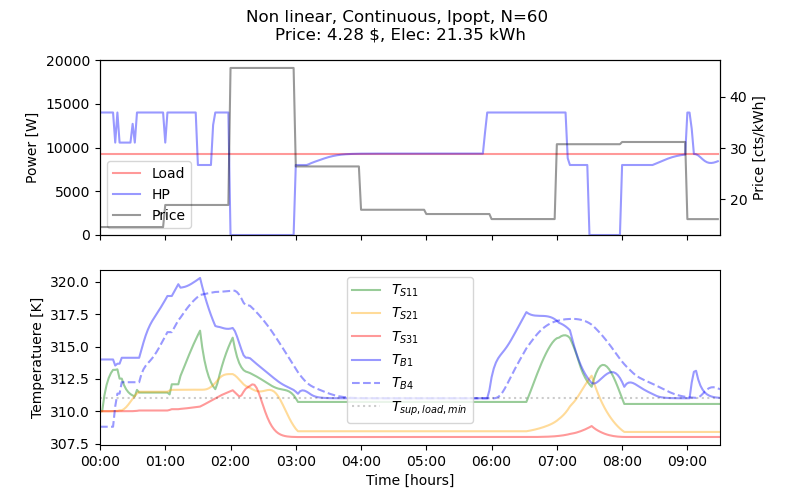 Non linear, Continuous, Ipopt, N=60
Price: 4.28 $, Elec: 21.35 kWh
20000
15000
10000
5000
0
Power [W]
Load
HP
Price
40
30
20
Price [cts/kWh]
320.0
317.5
315.0
312.5
310.0
307.5
Temperatuere [K]
T_{S11}
T_{S21}
T_{S31}
T_{B1}
T_{B4}
T_{sup, load, min}
00:00 01:00 02:00 03:00 04:00 05:00 06:00 07:00 08:00 09:00
Time [hours]